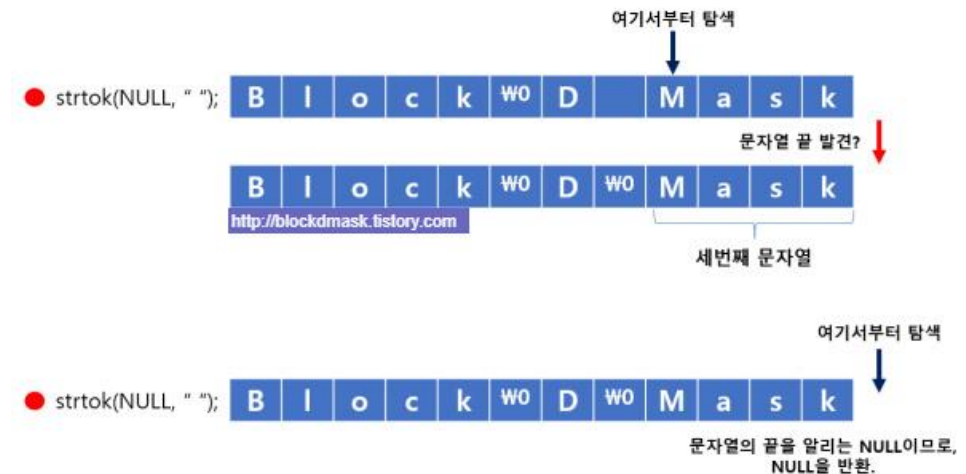 여기서부터 탐색
strtok(NULL, “ “); B l o c k ₩0 D M a s k
문자열 끝 발견?
B l o c k ₩0 D ₩0 M a s k
http://blockdmask.tistory.com
세번째 문자열
여기서부터 탐색
strtok(NULL, “ “); B l o c k ₩0 D ₩0 M a s k
문자열의 끝을 알리는 NULL이므로,
NULL을 반환.